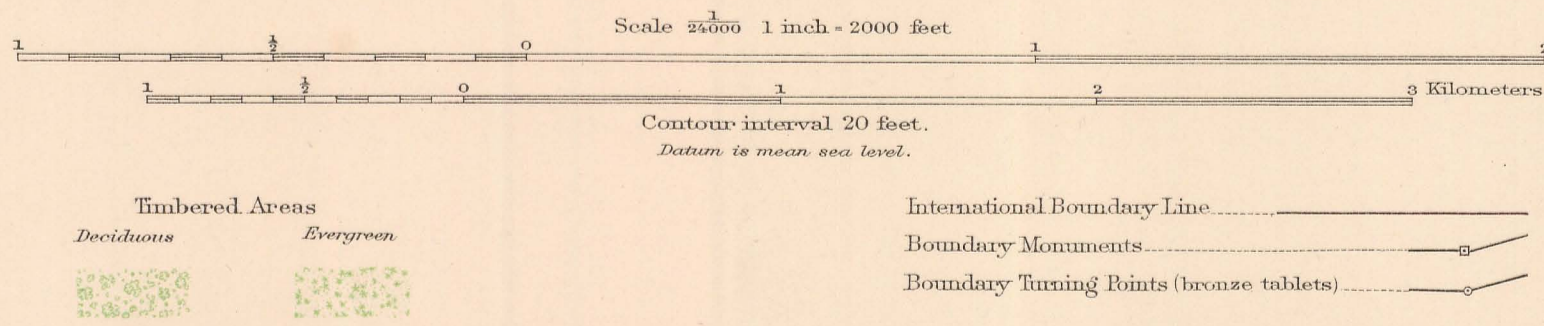 Scale 1/24000 1 inch = 2000 feet
1 ½ 0 1 2
1 ½ 0 1 2 3 Kilometers
Contour interval 20 feet.
Datum is mean sea level.
Timbered Areas
Deciduous Evergreen
International Boundary Line
Boundary Monuments
Boundary Turning Points (bronze tablets)